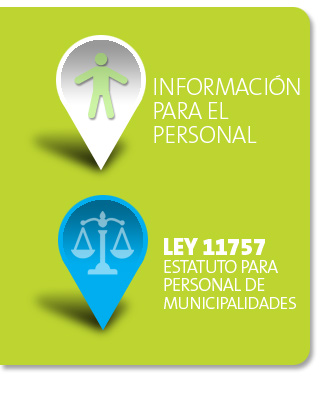 INFORMACIÓN
PARA EL
PERSONAL
LEY 11757
ESTATUTO PARA
PERSONAL DE
MUNICIPALIDADES